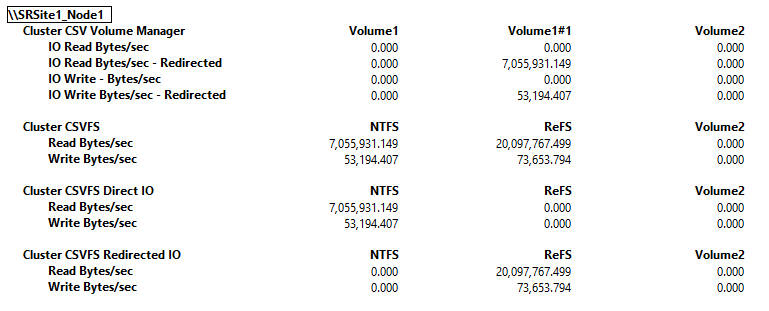 \\SRSite1_Node1
Cluster CSV Volume Manager Volume1 Volume1#1 Volume2
IO Read Bytes/sec 0.000 0.000 0.000
IO Read Bytes/sec - Redirected 0.000 7,055,931.149 0.000
IO Write - Bytes/sec 0.000 0.000 0.000
IO Write Bytes/sec - Redirected 0.000 53,194.407 0.000
Cluster CSVFS NTFS ReFS Volume2
Read Bytes/sec 7,055,931.149 20,097,767.499 0.000
Write Bytes/sec 53,194.407 73,653.794 0.000
Cluster CSVFS Direct IO NTFS ReFS Volume2
Read Bytes/sec 7,055,931.149 0.000 0.000
Write Bytes/sec 53,194.407 0.000 0.000
Cluster CSVFS Redirected IO NTFS ReFS Volume2
Read Bytes/sec 0.000 20,097,767.499 0.000
Write Bytes/sec 0.000 73,653.794 0.000